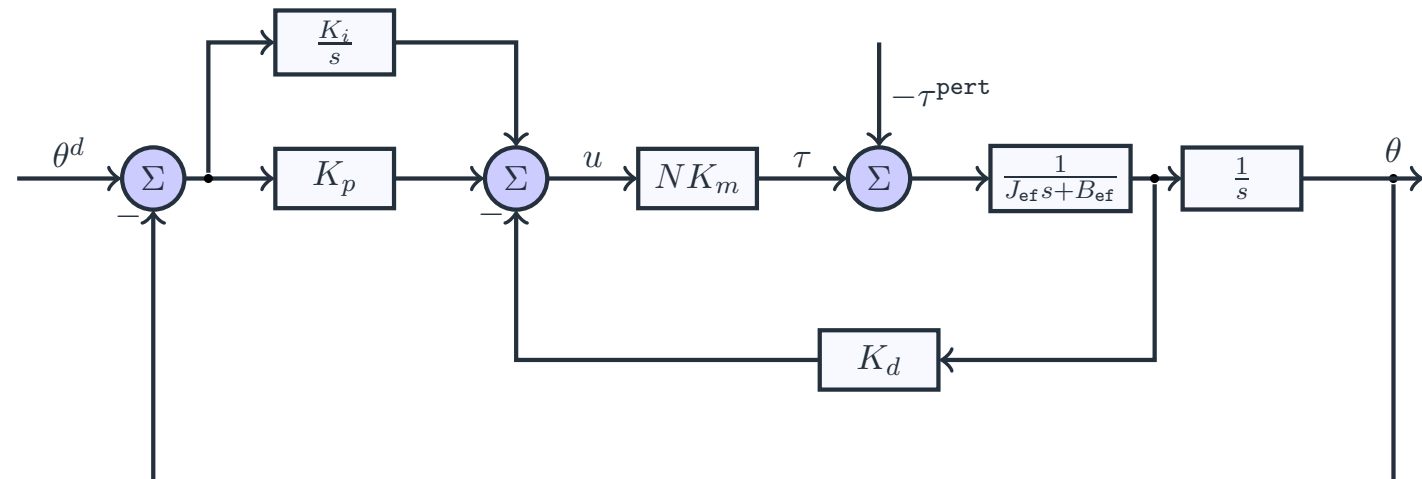 K_i/s
−τ^pert
θ^d
Σ
K_p
Σ
u
NK_m
τ
Σ
1/(J_ef s+B_ef)
1/s
θ
−
−
K_d